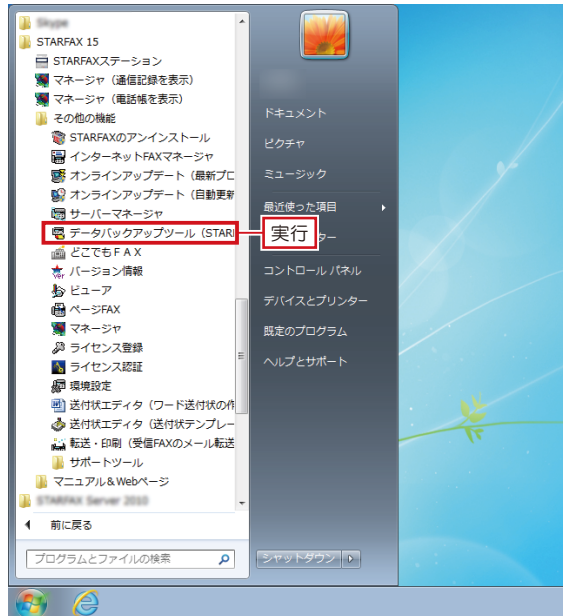 STARFAX 15
STARFAXステーション
マネージャ（通信記録を表示）
マネージャ（電話帳を表示）
その他の機能
STARFAXのアンインストール
インターネットFAXマネージャ
オンラインアップデート（最新プロ
オンラインアップデート（自動更新
サーバーマネージャ
データバックアップツール（STAR
どこでもＦＡＸ
バージョン情報
ビューア
ページFAX
マネージャ
ライセンス登録
ライセンス認証
環境設定
送付状エディタ（ワード送付状の作
送付状エディタ（送付状テンプレー
転送・印刷（受信FAXのメール転送
サポートツール
マニュアル＆Webページ
前に戻る
プログラムとファイルの検索
ドキュメント
ピクチャ
ミュージック
最近使った項目
実行
ター
コントロール パネル
デバイスとプリンター
既定のプログラム
ヘルプとサポート
シャットダウン